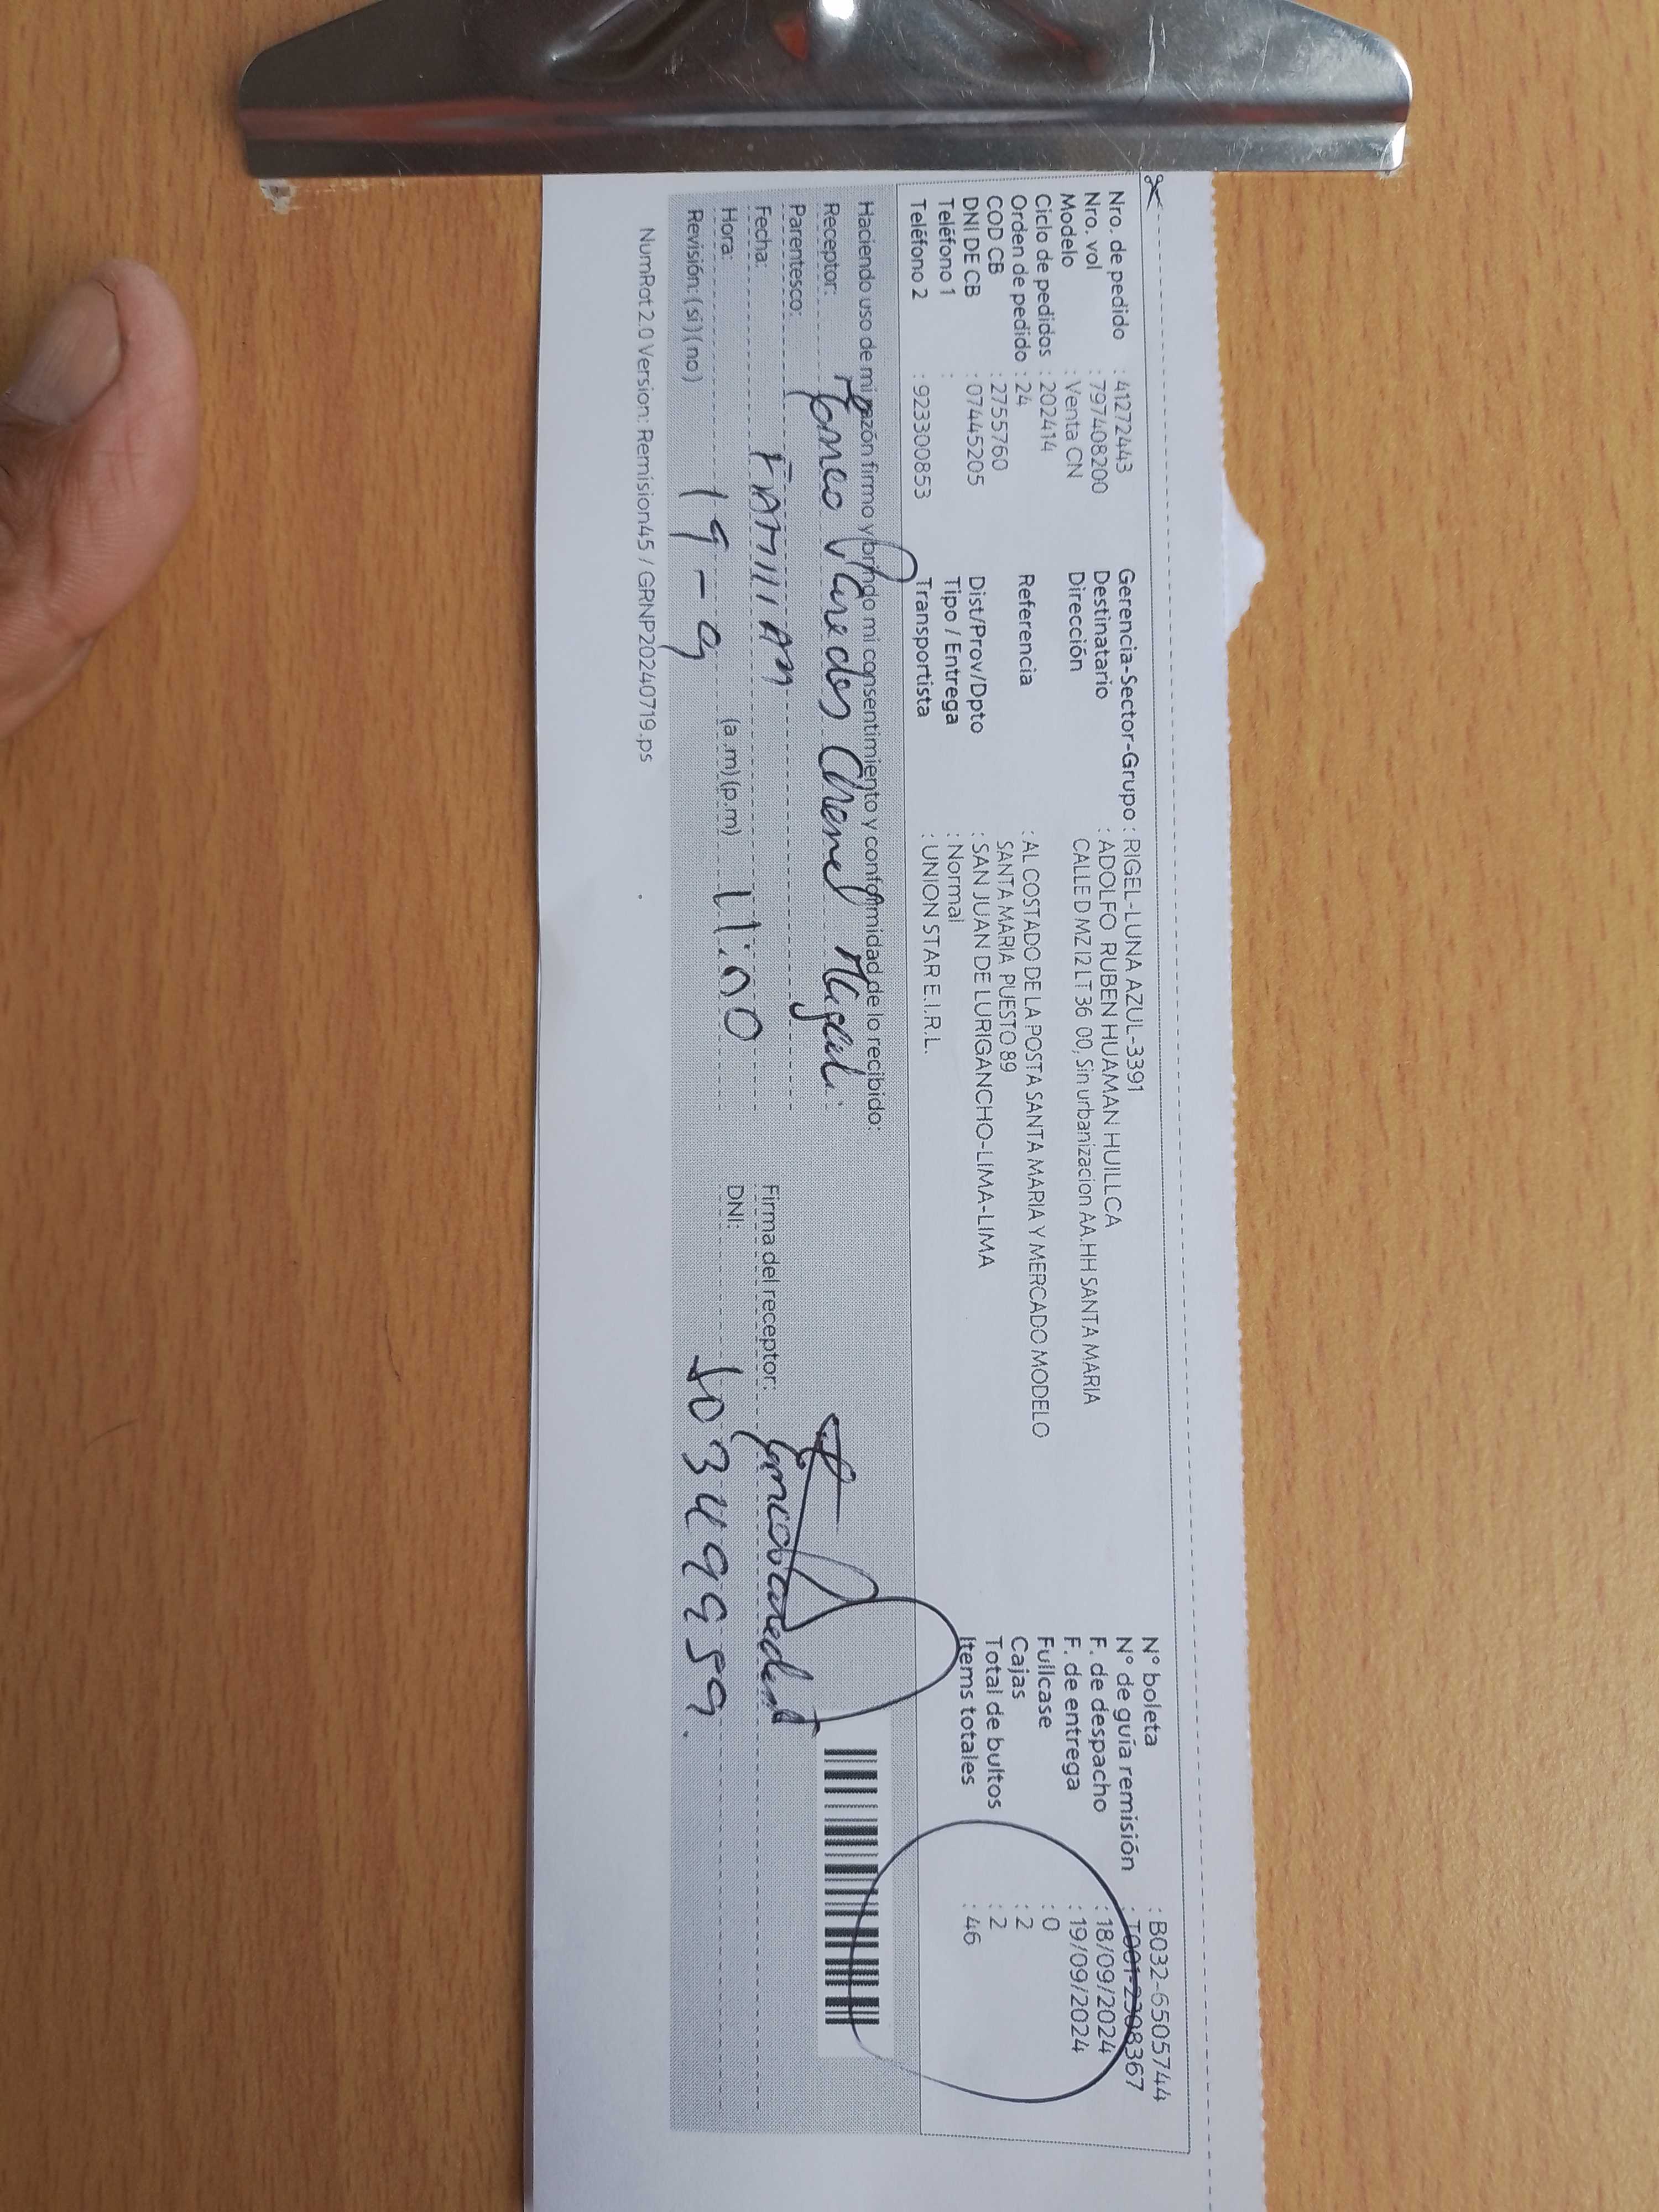 Nro. de pedido : 41272443
Nro. vol : 797408200
Modelo : Venta CN
Ciclo de pedidos : 202414
Orden de pedido : 24
COD CB : 2755760
DNI DE CB : 07445205
Teléfono 1 :
Teléfono 2 : 923300853
Gerencia-Sector-Grupo : RIGEL-LUNA AZUL-3391
Destinatario : ADOLFO RUBEN HUAMAN HUILLCA
Dirección CALLE D MZ I2 LT 36 00, Sin urbanizacion AA.HH SANTA MARIA
Referencia : AL COSTADO DE LA POSTA SANTA MARIA Y MERCADO MODELO
SANTA MARIA PUESTO 89
Dist/Prov/Dpto : SAN JUAN DE LURIGANCHO-LIMA-LIMA
Tipo / Entrega : Normal
Transportista : UNION STAR E.I.R.L.
N° boleta : B032-6505744
N° de guía remisión : T001-2308367
F. de despacho : 18/09/2024
F. de entrega : 19/09/2024
Fullcase : 0
Cajas : 2
Total de bultos : 2
Items totales : 46
Haciendo uso de mi razón firmo y brindo mi consentimiento y conformidad de lo recibido:
Receptor: Miguel
Parentesco: FAMILIAR
Fecha: 19-9
Hora: (a.m)(p.m) 11:00
Revisión: (si) (no)
Firma del receptor:
DNI: 10349959.
NumRot 2.0 Version: Remision45 / GRNP20240719.ps